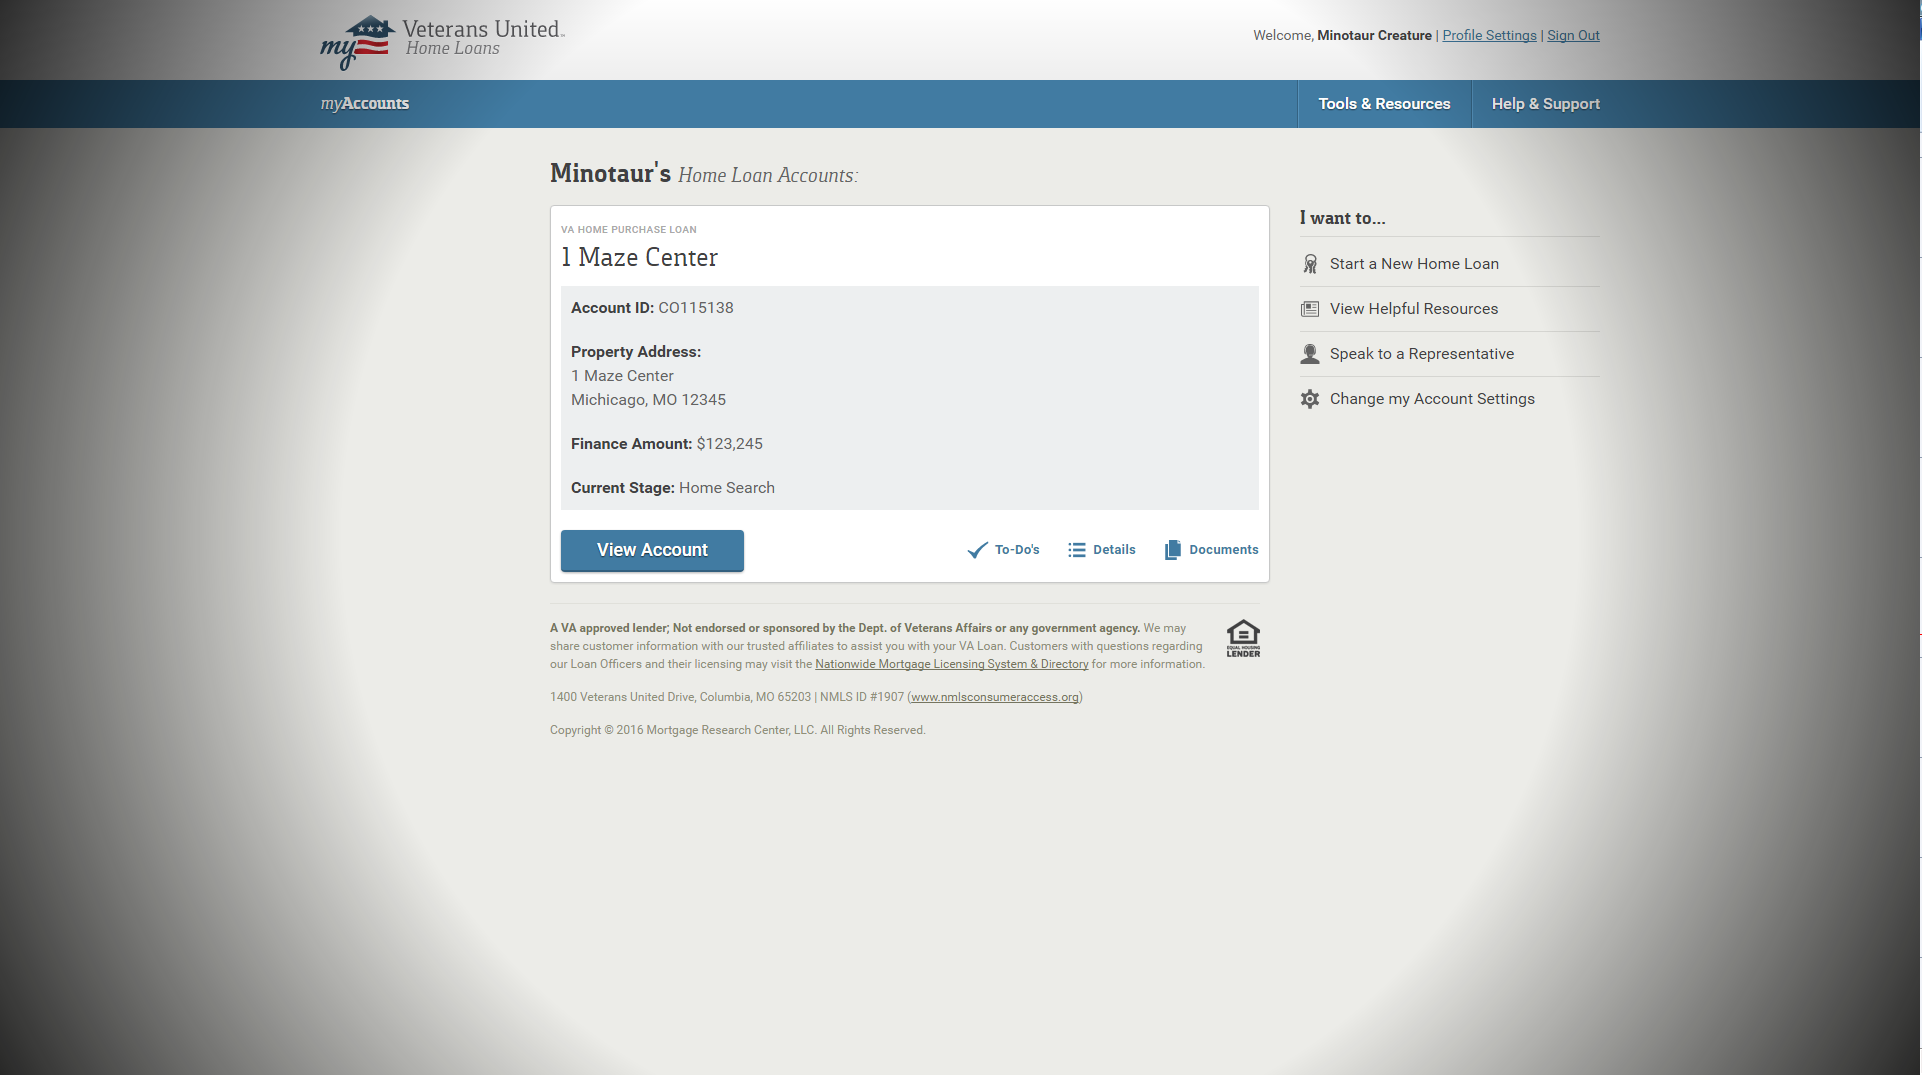 my Veterans United
Home Loans
Welcome, Minotaur Creature | Profile Settings | Sign Out
myAccounts
Tools & Resources
Help & Support
Minotaur's Home Loan Accounts:
VA HOME PURCHASE LOAN
1 Maze Center
Account ID: CO115138
Property Address:
1 Maze Center
Michicago, MO 12345
Finance Amount: $123,245
Current Stage: Home Search
View Account
To-Do's
Details
Documents
I want to...
Start a New Home Loan
View Helpful Resources
Speak to a Representative
Change my Account Settings
A VA approved lender; Not endorsed or sponsored by the Dept. of Veterans Affairs or any government agency. We may
share customer information with our trusted affiliates to assist you with your VA Loan. Customers with questions regarding
our Loan Officers and their licensing may visit the Nationwide Mortgage Licensing System & Directory for more information.
EQUAL HOUSING
LENDER
1400 Veterans United Drive, Columbia, MO 65203 | NMLS ID #1907 (www.nmlsconsumeraccess.org)
Copyright © 2016 Mortgage Research Center, LLC. All Rights Reserved.